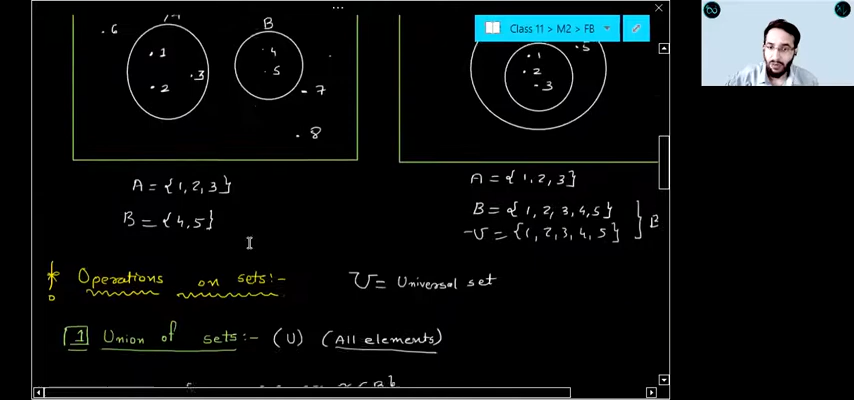 Class 11 > M2 > FB
A
B
. 6
. 1
. 2
. 3
. 4
. 5
. 7
. 8
. 1
. 2
. 3
. 5
A = {1, 2, 3}
B = {4, 5}
A = {1, 2, 3}
B = {1, 2, 3, 4, 5}
U = {1, 2, 3, 4, 5}
} B
* Operations on sets:-
U = Universal set
1 Union of sets:- (U) (All elements)